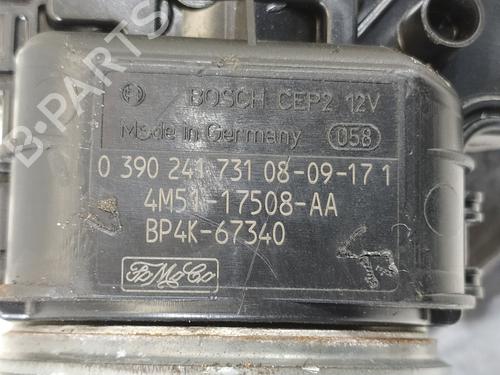 BOSCH CEP2 12V
Made in Germany 058
0 390 241 731 08-09-17 1
4M51-17508-AA
BP4K-67340
FoMoCo
B-PARTS